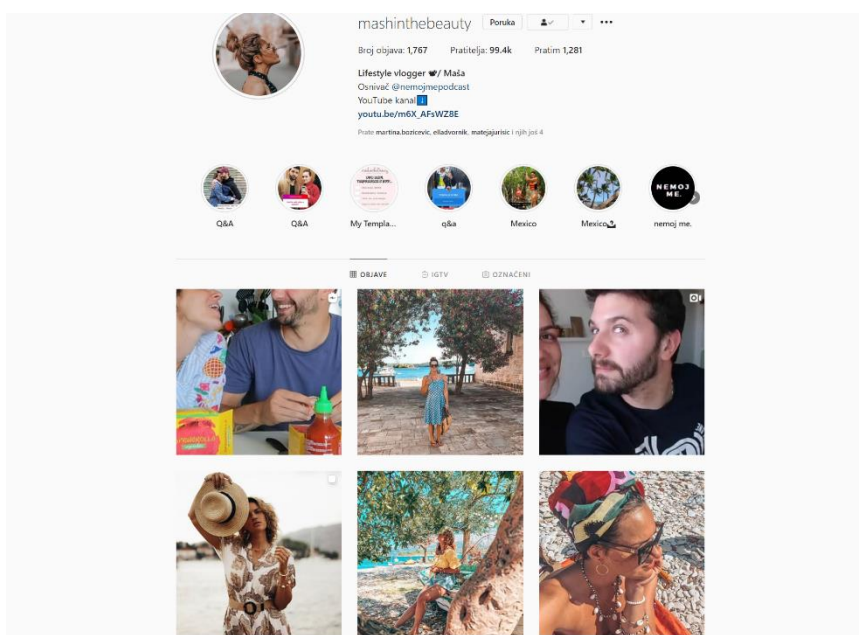 mashinthebeauty Poruka
Broj objava: 1,767 Pratitelja: 99.4k Pratim 1,281
Lifestyle vlogger / Maša
Osnivač @nemojmepodcast
YouTube kanal
youtu.be/m6X_AFsWZ8E
Prate martina.bozicevic, elladvornik, matejajurisic i njih još 4
NEMOJ
ME.
Q&A Q&A My Templa... q&a Mexico Mexico nemoj me.
OBJAVE IGTV OZNAČENI